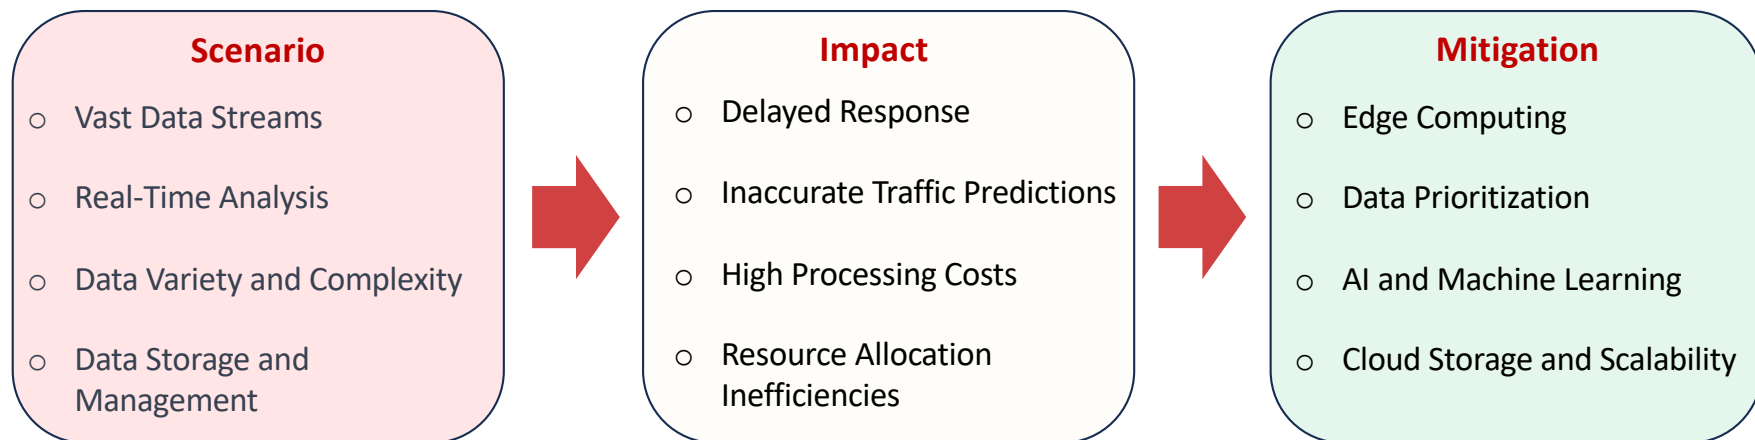 Scenario
○ Vast Data Streams
○ Real-Time Analysis
○ Data Variety and Complexity
○ Data Storage and
Management
Impact
○ Delayed Response
○ Inaccurate Traffic Predictions
○ High Processing Costs
○ Resource Allocation
Inefficiencies
Mitigation
○ Edge Computing
○ Data Prioritization
○ AI and Machine Learning
○ Cloud Storage and Scalability